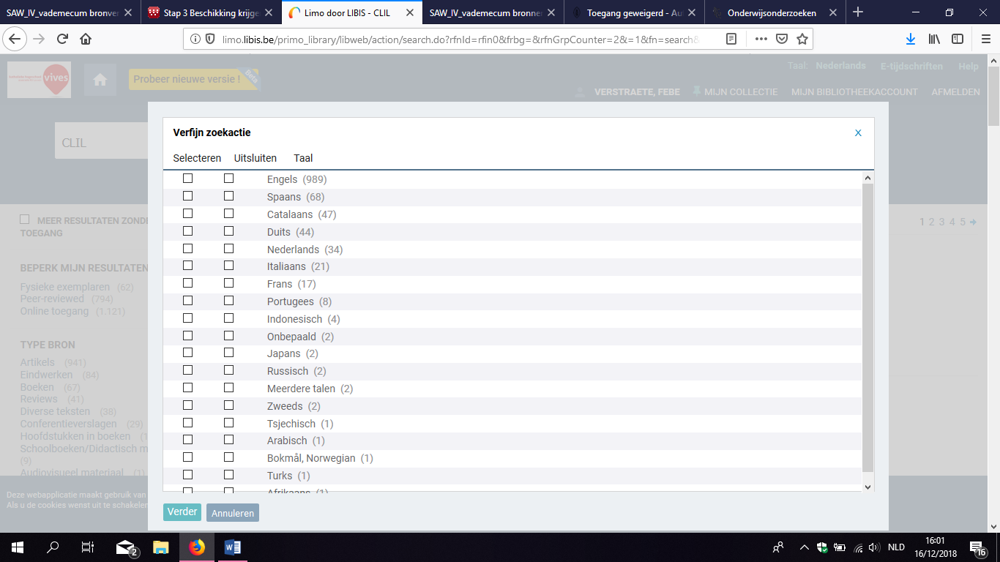 SAW_IV_vademecum bronver
Stap 3 Beschikking krijge
Limo door LIBIS - CLIL
SAW_IV_vademecum bronner
Toegang geweigerd - Au
Onderwijsonderzoeken
limo.libis.be/primo_library/libweb/action/search.do?rfnId=rfin0&frbg=&rfnGrpCounter=2&=1&fn=search&
vives
Probeer nieuwe versie !
Beta
Taal: Nederlands E-tijdschriften Help
VERSTRAETE, FEBE MIJN COLLECTIE MIJN BIBLIOTHEEKACCOUNT AFMELDEN
CLIL
Verfijn zoekactie X
Selecteren Uitsluiten Taal
Engels (989)
Spaans (68)
Catalaans (47)
Duits (44)
Nederlands (34)
Italiaans (21)
Frans (17)
Portugees (8)
Indonesisch (4)
Onbepaald (2)
Japans (2)
Russisch (2)
Meerdere talen (2)
Zweeds (2)
Tsjechisch (1)
Arabisch (1)
Bokmål, Norwegian (1)
Turks (1)
Afrikaans (1)
Verder Annuleren
MEER RESULTATEN ZONDE
TOEGANG
1 2 3 4 5
BEPERK MIJN RESULTATEN
Fysieke exemplaren (62)
Peer-reviewed (794)
Online toegang (1.121)
TYPE BRON
Artikels (941)
Eindwerken (84)
Boeken (67)
Reviews (41)
Diverse teksten (38)
Conferentieverslagen (29)
Hoofdstukken in boeken (1
Schoolboeken/Didactisch m
(9)
Audiovisueel materiaal (1)
Deze webapplicatie maakt gebruik van
Als u de cookies wenst uit te schakelen
2
NLD
16:01
16/12/2018
16